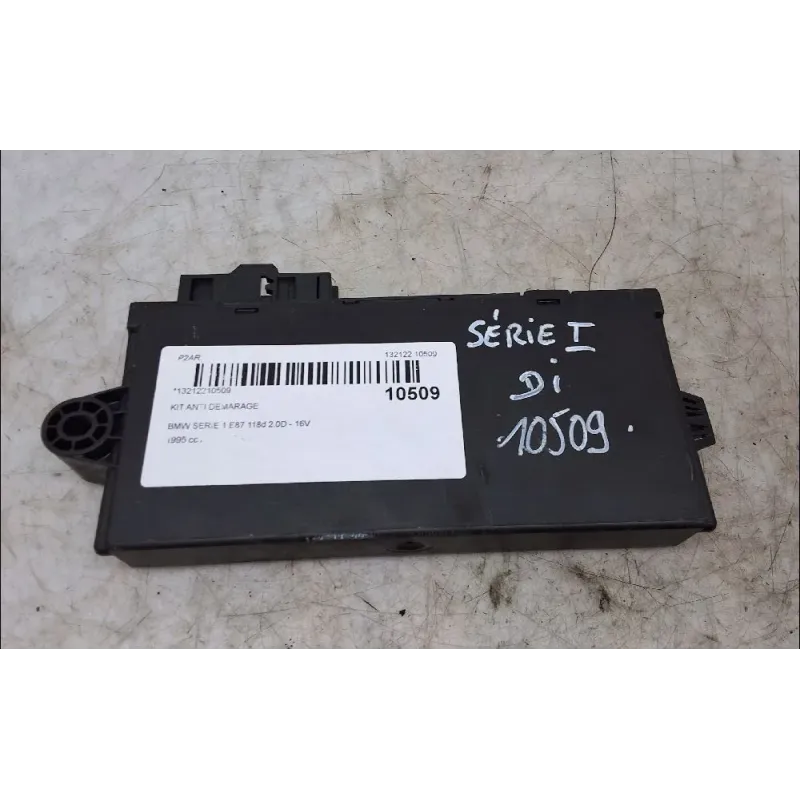 P2AR 132122 10509
*13212210509 10509
KIT ANTI DEMARAGE
BMW SERIE 1 E87 118d 2.0D - 16V
(995 cc.
SÉRIE I
Di
10509.